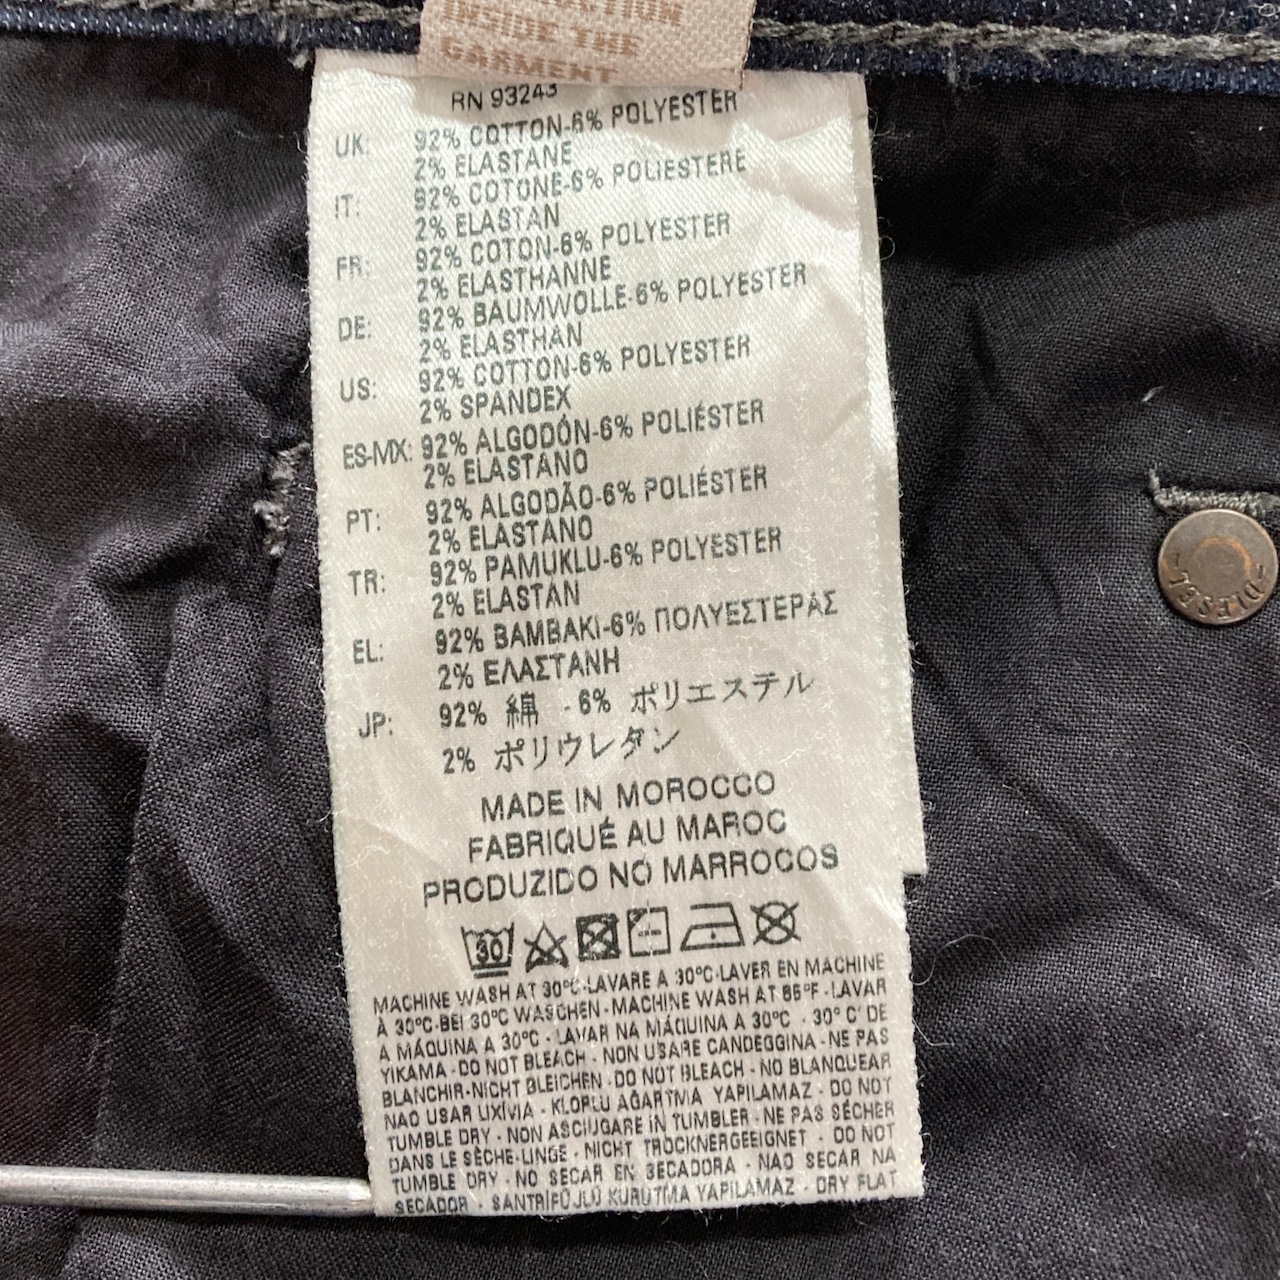 INSIDE THE
GARMENT
RN 93243
UK: 92% COTTON-6% POLYESTER
2% ELASTANE
IT: 92% COTONE-6% POLIESTERE
2% ELASTAN
FR: 92% COTON-6% POLYESTER
2% ELASTHANNE
DE: 92% BAUMWOLLE-6% POLYESTER
2% ELASTHAN
US: 92% COTTON-6% POLYESTER
2% SPANDEX
ES-MX: 92% ALGODÓN-6% POLIÉSTER
2% ELASTANO
PT: 92% ALGODÃO-6% POLIÉSTER
2% ELASTANO
TR: 92% PAMUKLU-6% POLYESTER
2% ELASTAN
EL: 92% ΒΑΜΒΑΚΙ-6% ΠΟΛΥΕΣΤΕΡΑΣ
2% ΕΛΑΣΤΑΝΗ
JP: 92% 綿 - 6% ポリエステル
2% ポリウレタン
MADE IN MOROCCO
FABRIQUÉ AU MAROC
PRODUZIDO NO MARROCOS
30
MACHINE WASH AT 30°C-LAVARE A 30°C-LAVER EN MACHINE
À 30°C-BEI 30°C WASCHEN - MACHINE WASH AT 85°F - LAVAR
A MÁQUINA A 30°C - LAVAR NA MÁQUINA A 30°C - 30° C' DE
YIKAMA - DO NOT BLEACH - NON USARE CANDEGGINA - NE PAS
BLANCHIR-NICHT BLEICHEN - DO NOT BLEACH - NO BLANQUEAR
NAO USAR LIXÍVIA - KLORLU AĞARTMA YAPILAMAZ - DO NOT
TUMBLE DRY - NON ASCIUGARE IN TUMBLER - NE PAS SÉCHER
DANS LE SÈCHE-LINGE - NICHT TROCKNERGEEIGNET - DO NOT
TUMBLE DRY - NO SECAR EN SECADORA - NAO SECAR NA
SECADOR - SANTRİFÜJLÜ KURUTMA YAPILAMAZ - DRY FLAT
DIESEL